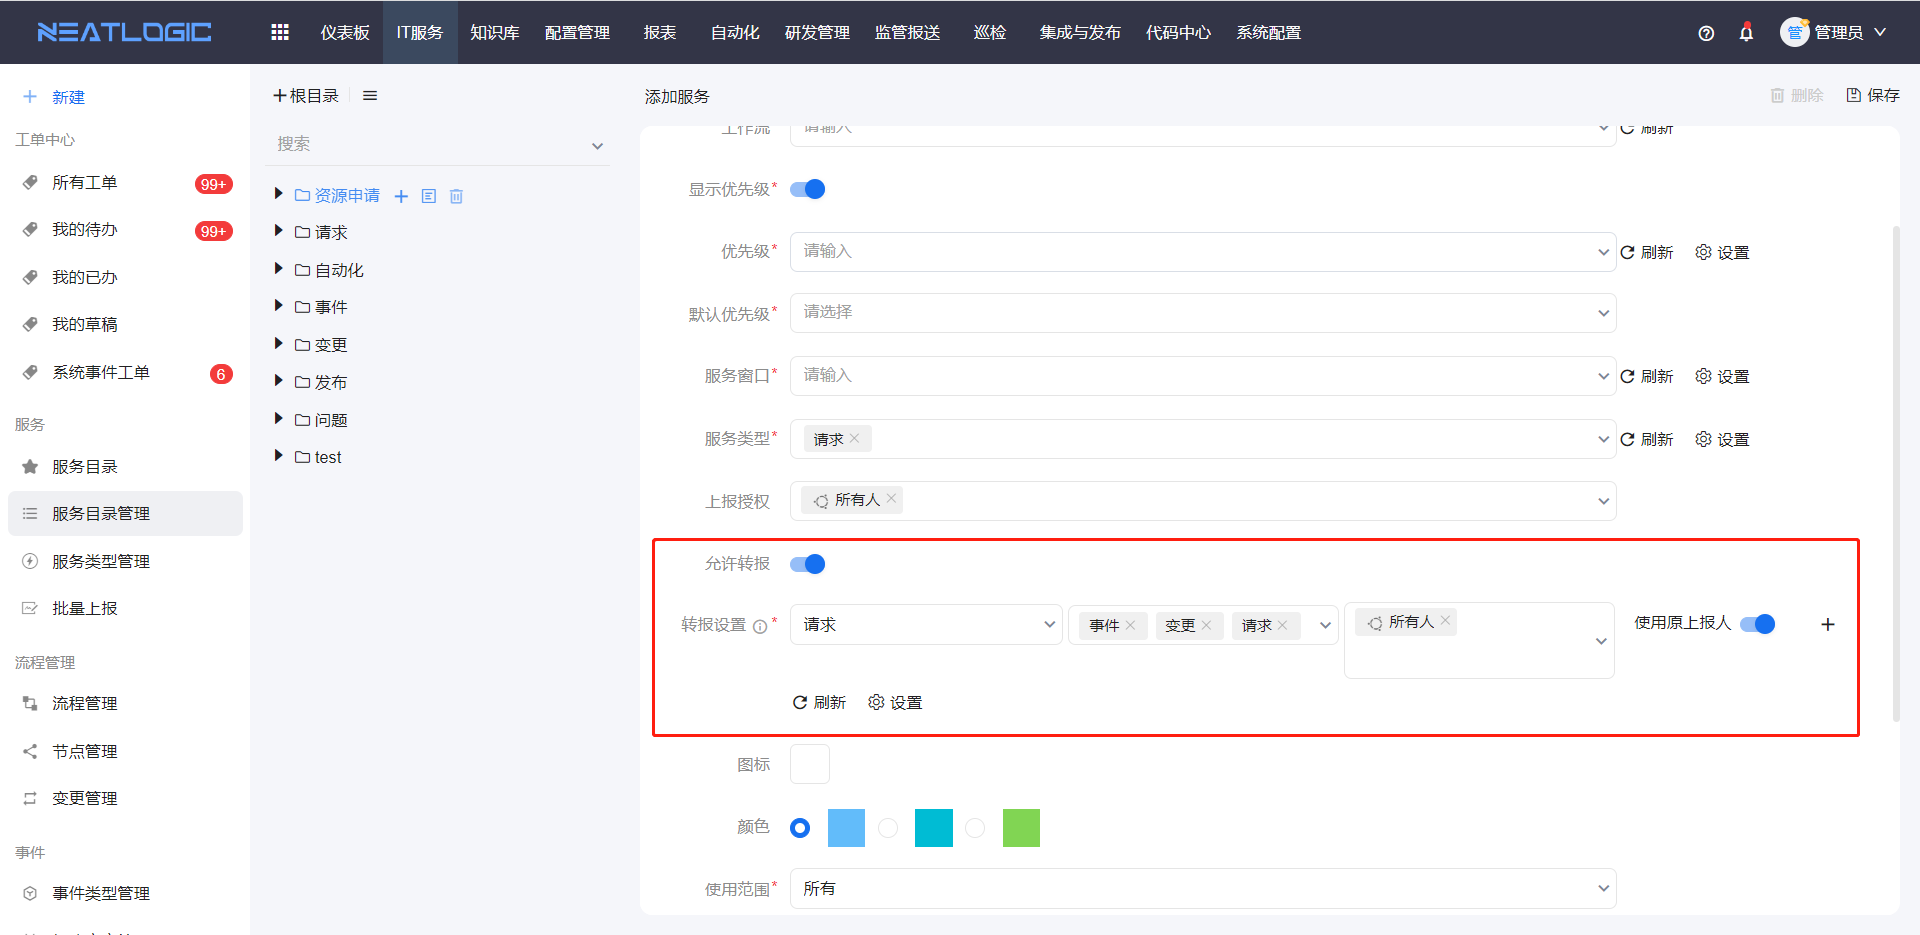 NEATLOGIC 仪表板 IT服务 知识库 配置管理 报表 自动化 研发管理 监管报送 巡检 集成与发布 代码中心 系统配置 管 管理员
新建
根目录
添加服务
删除 保存
工单中心
搜索
工作流 请输入 刷新
所有工单 99+
显示优先级*
资源申请
我的待办 99+
请求
优先级* 请输入 刷新 设置
我的已办
自动化
默认优先级* 请选择
事件
我的草稿
变更
系统事件工单 6
发布
服务窗口* 请输入 刷新 设置
服务
问题
服务类型* 请求 刷新 设置
服务目录
test
上报授权 所有人
服务目录管理
服务类型管理
允许转报
批量上报
转报设置 * 请求 事件 变更 请求 所有人 使用原上报人
流程管理
流程管理
刷新 设置
节点管理
图标
变更管理
颜色
事件
事件类型管理
使用范围* 所有